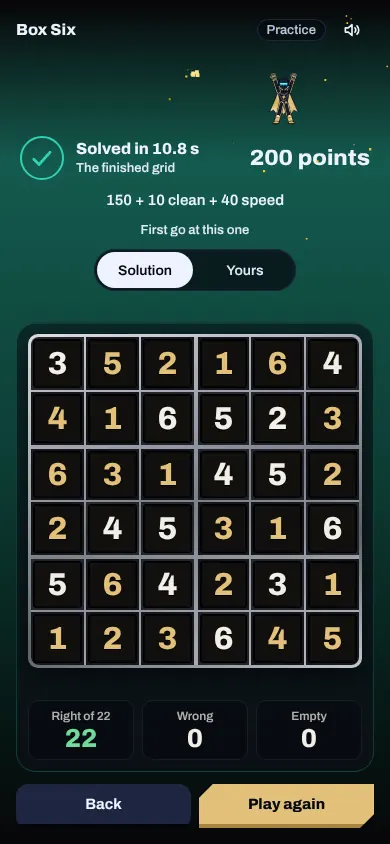 Box Six
Practice
Solved in 10.8 s
The finished grid
200 points
150 + 10 clean + 40 speed
First go at this one
Solution Yours
3 5 2 1 6 4
4 1 6 5 2 3
6 3 1 4 5 2
2 4 5 3 1 6
5 6 4 2 3 1
1 2 3 6 4 5
Right of 22 Wrong Empty
22 0 0
Back Play again